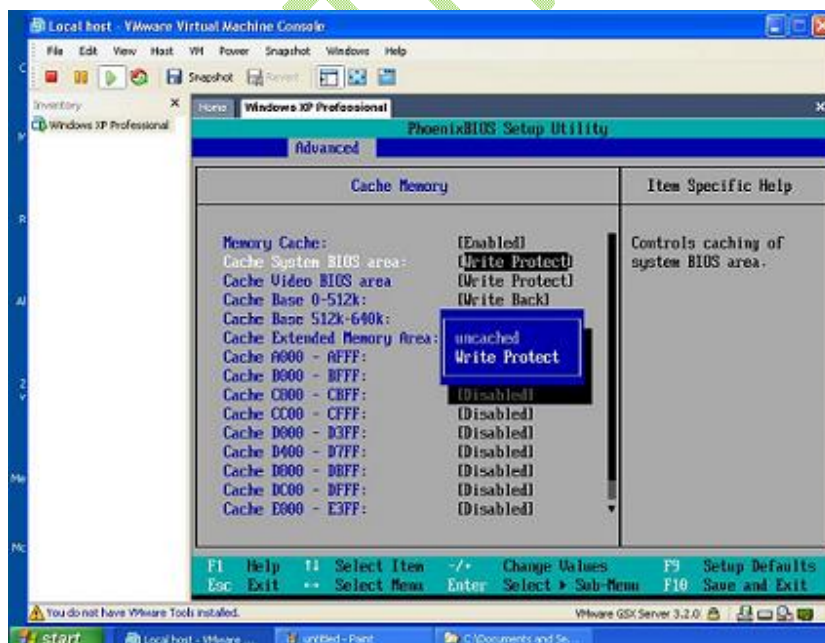 Local host - VMware Virtual Machine Console
File Edit View Host VM Power Snapshot Windows Help
Snapshot Revert
Inventory X
Home Windows XP Professional
Windows XP Professional
PhoenixBIOS Setup Utility
Advanced
Cache Memory Item Specific Help
Memory Cache: [Enabled] Controls caching of
Cache System BIOS area: [Write Protect] system BIOS area.
Cache Video BIOS area [Write Protect]
Cache Base 0-512k: [Write Back]
Cache Base 512k-640k:
Cache Extended Memory Area: uncached
Cache A000 - AFFF: Write Protect
Cache B000 - BFFF:
Cache C800 - CBFF: [Disabled]
Cache CC00 - CFFF: [Disabled]
Cache D000 - D3FF: [Disabled]
Cache D400 - D7FF: [Disabled]
Cache D800 - DBFF: [Disabled]
Cache DC00 - DFFF: [Disabled]
Cache E000 - E3FF: [Disabled]
F1 Help ↑↓ Select Item -/+ Change Values F9 Setup Defaults
Esc Exit ↔ Select Menu Enter Select ▶ Sub-Menu F10 Save and Exit
You do not have VMware Tools installed. VMware GSX Server 3.2.0
start Local host - VMware ... untitled - Paint C:\Documents and Se...